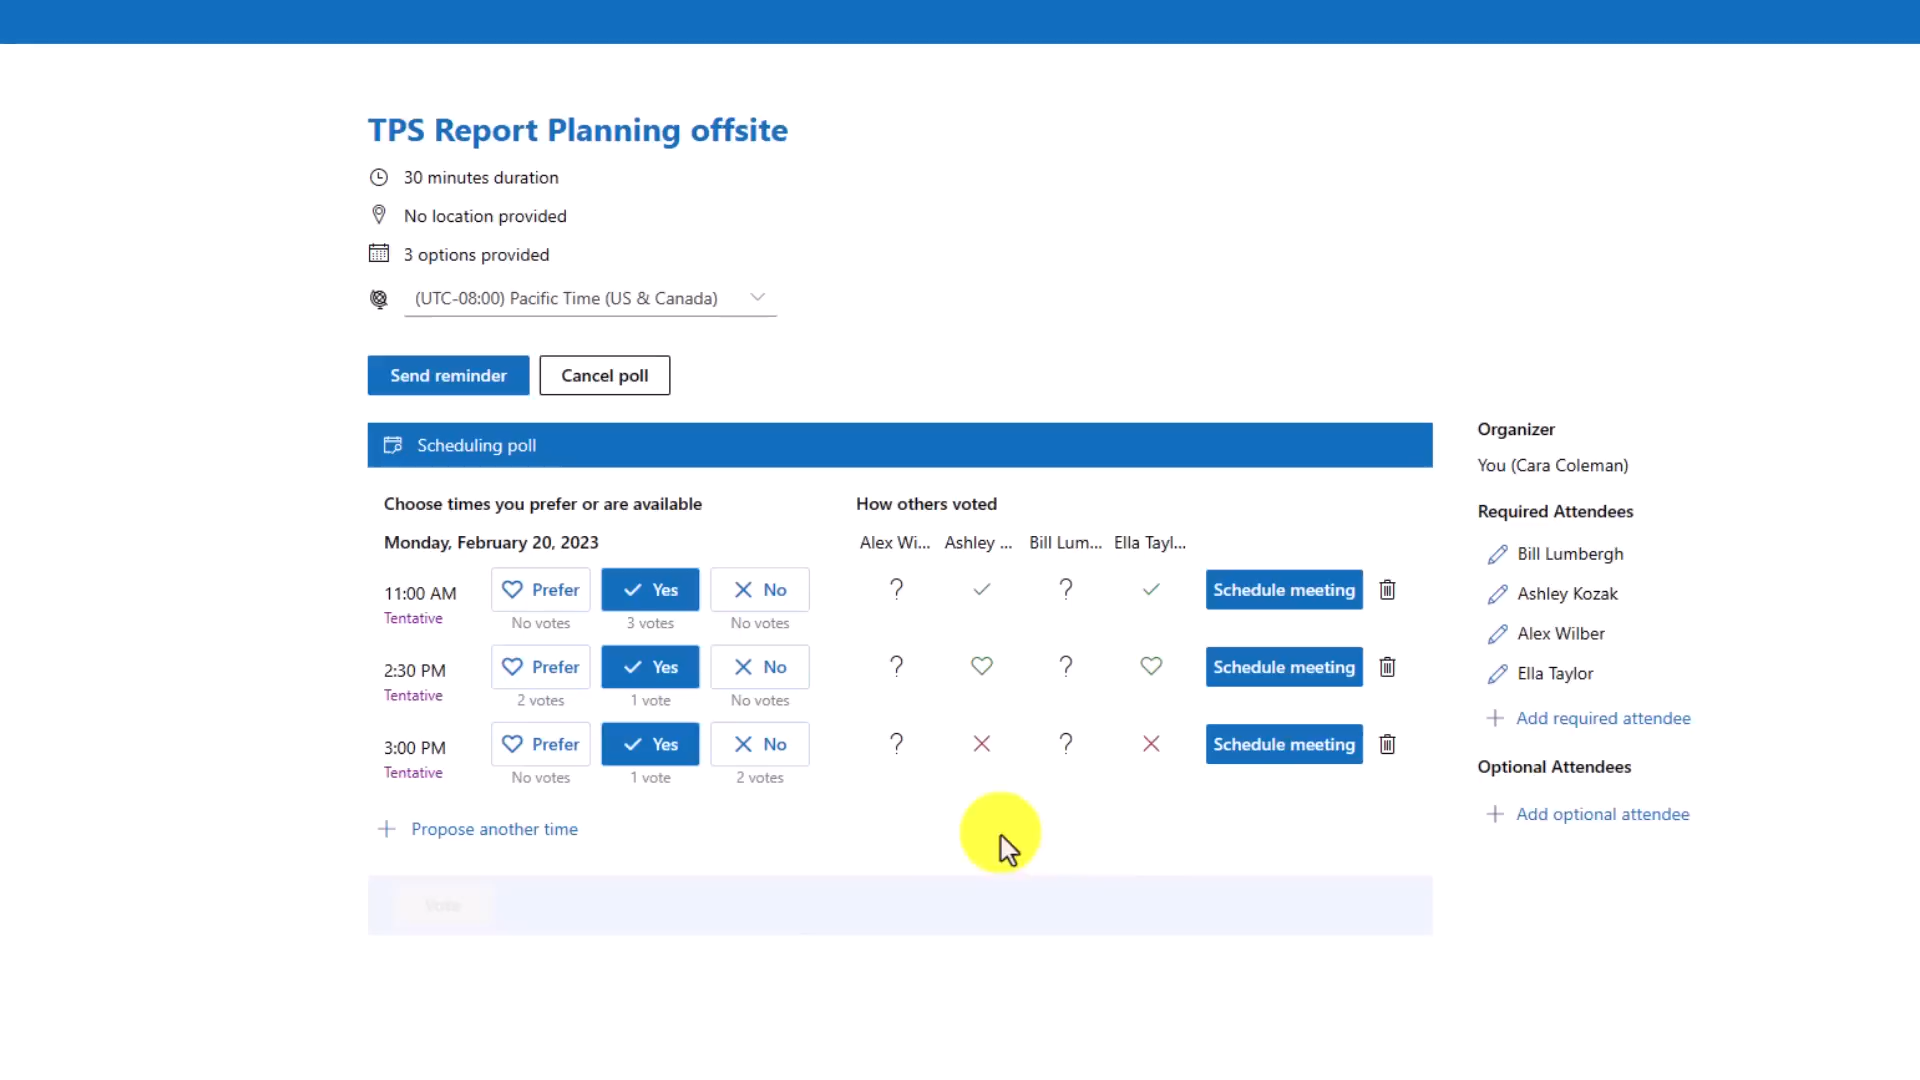 TPS Report Planning offsite
30 minutes duration
No location provided
3 options provided
(UTC-08:00) Pacific Time (US & Canada)
Send reminder Cancel poll
Scheduling poll
Choose times you prefer or are available
How others voted
Monday, February 20, 2023
Alex Wi... Ashley ... Bill Lum... Ella Tayl...
11:00 AM Prefer Yes No ? ? Schedule meeting
Tentative No votes 3 votes No votes
2:30 PM Prefer Yes No ? ? Schedule meeting
Tentative 2 votes 1 vote No votes
3:00 PM Prefer Yes No ? ? Schedule meeting
Tentative No votes 1 vote 2 votes
Propose another time
Vote
Organizer
You (Cara Coleman)
Required Attendees
Bill Lumbergh
Ashley Kozak
Alex Wilber
Ella Taylor
Add required attendee
Optional Attendees
Add optional attendee